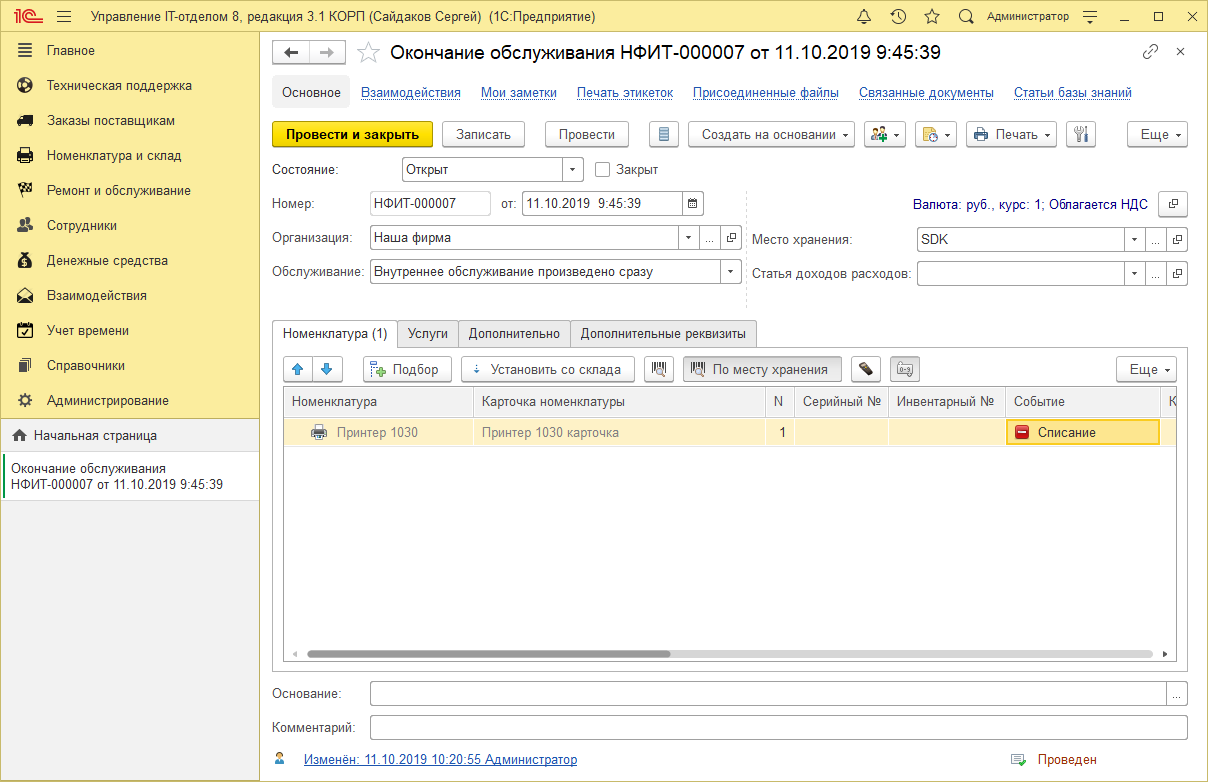 1С Управление IT-отделом 8, редакция 3.1 КОРП (Сайдаков Сергей) (1С:Предприятие) Администратор
Главное
Техническая поддержка
Заказы поставщикам
Номенклатура и склад
Ремонт и обслуживание
Сотрудники
Денежные средства
Взаимодействия
Учет времени
Справочники
Администрирование
Начальная страница
Окончание обслуживания
НФИТ-000007 от 11.10.2019 9:45:39
Окончание обслуживания НФИТ-000007 от 11.10.2019 9:45:39
Основное Взаимодействия Мои заметки Печать этикеток Присоединенные файлы Связанные документы Статьи базы знаний
Провести и закрыть Записать Провести Создать на основании Печать Еще
Состояние: Открыт Закрыт
Номер: НФИТ-000007 от: 11.10.2019 9:45:39 Валюта: руб., курс: 1; Облагается НДС
Организация: Наша фирма ... Место хранения: SDK ...
Обслуживание: Внутреннее обслуживание произведено сразу Статья доходов расходов: ...
Номенклатура (1) Услуги Дополнительно Дополнительные реквизиты
Подбор Установить со склада По месту хранения Еще
Номенклатура Карточка номенклатуры N Серийный № Инвентарный № Событие К
Принтер 1030 Принтер 1030 карточка 1 Списание
Основание: ...
Комментарий:
Изменён: 11.10.2019 10:20:55 Администратор Проведен